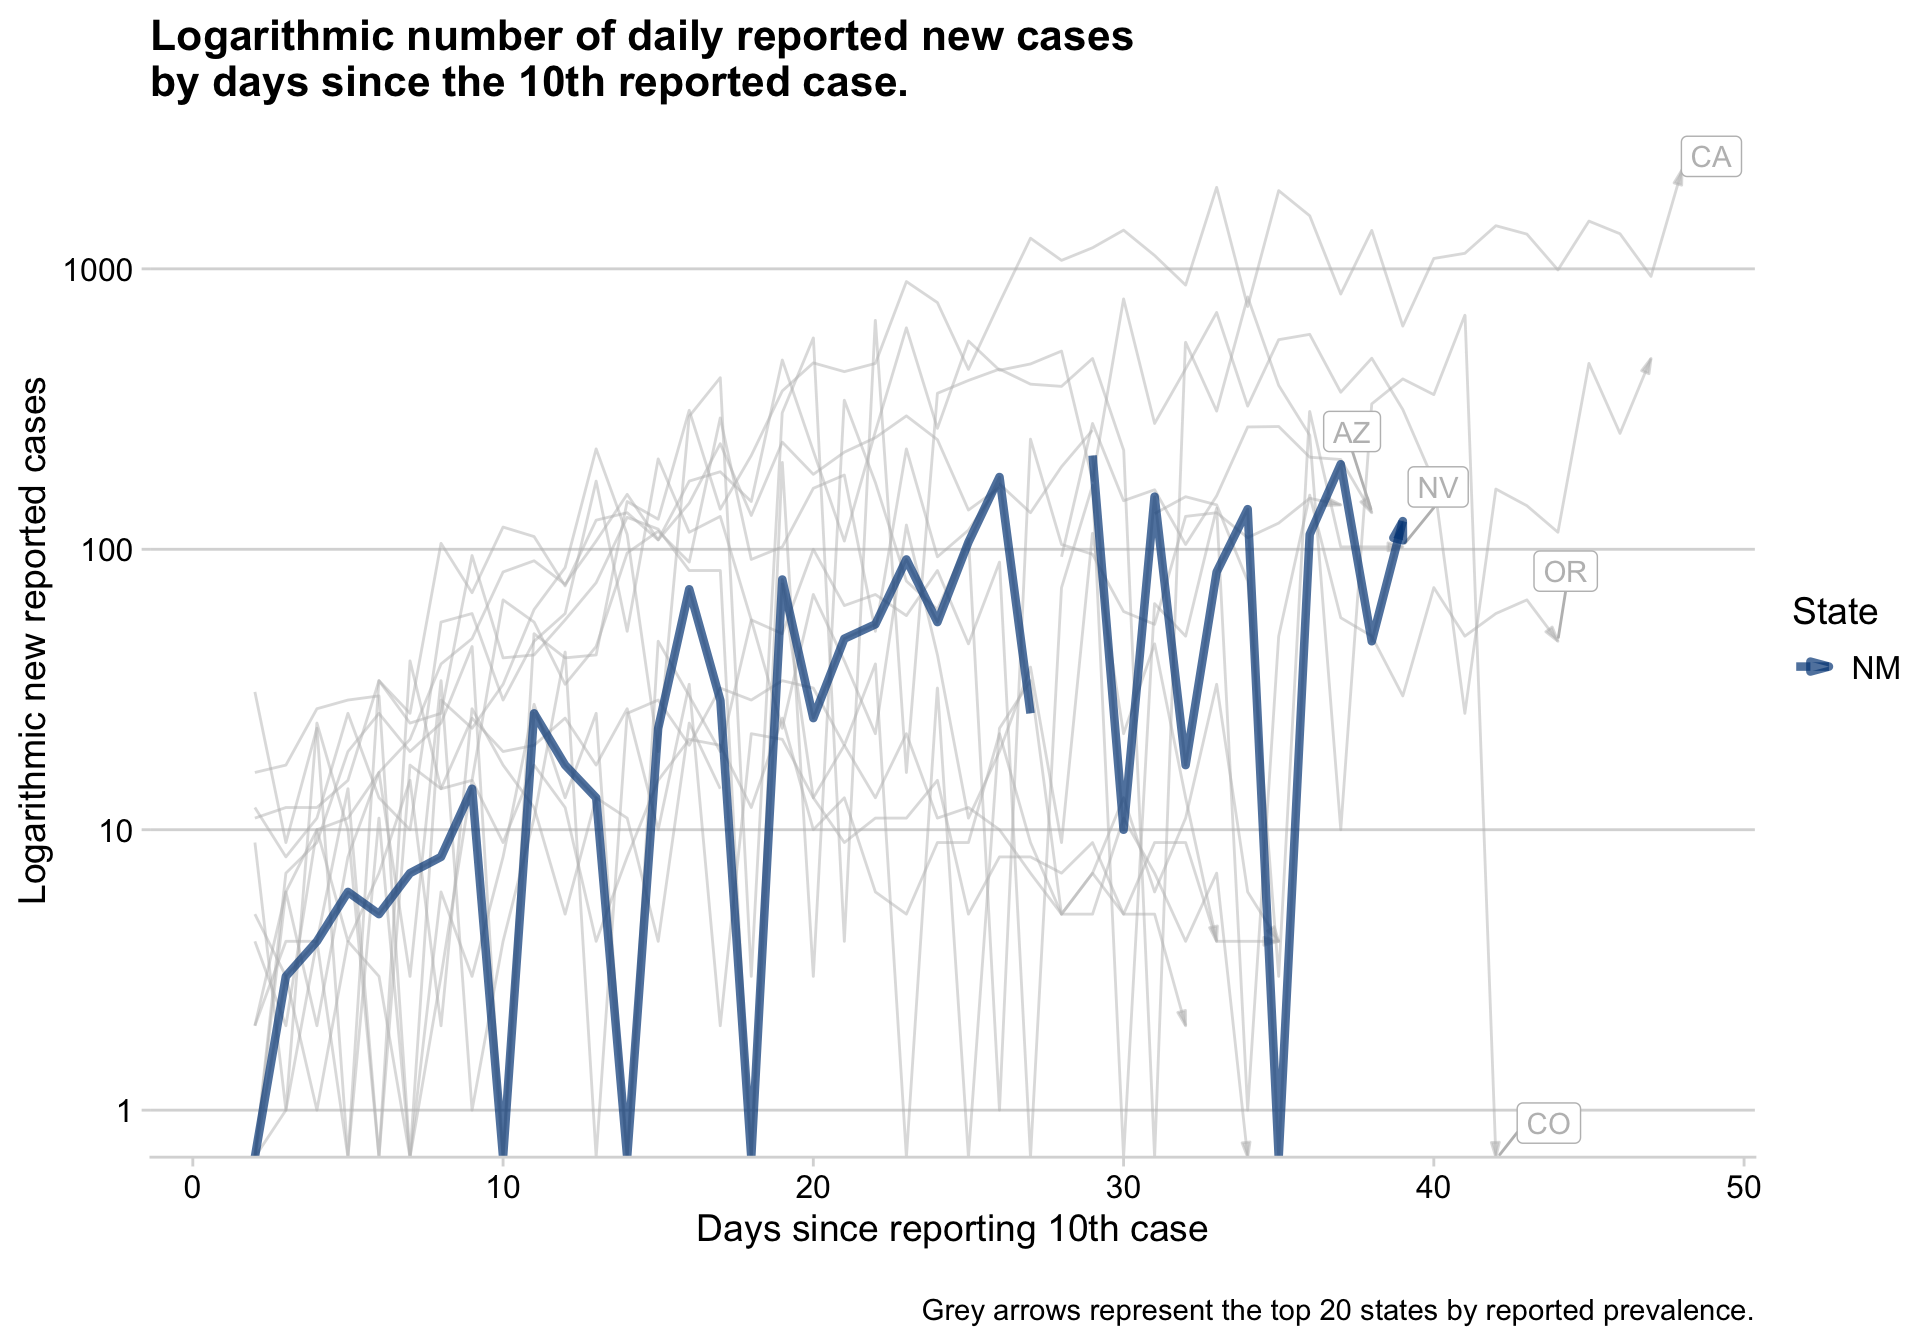 Logarithmic number of daily reported new cases
by days since the 10th reported case.
Logarithmic new reported cases
1000
100
10
1
CA
AZ
NV
OR
CO
State
NM
0 10 20 30 40 50
Days since reporting 10th case
Grey arrows represent the top 20 states by reported prevalence.